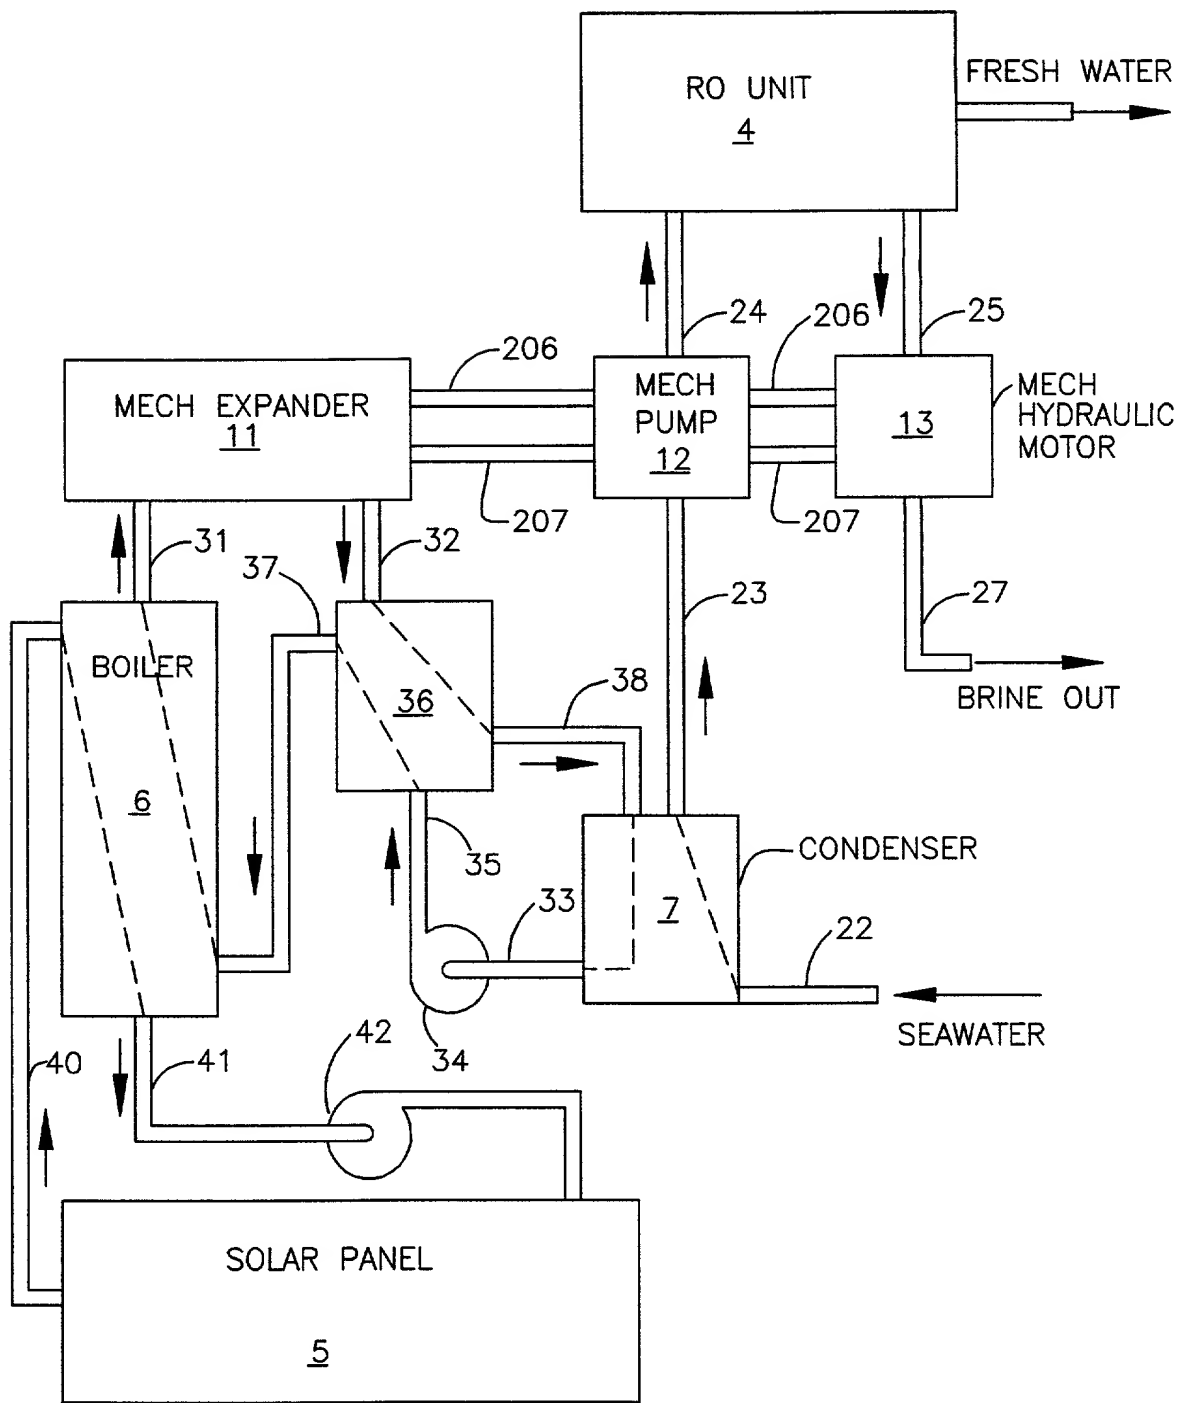 RO UNIT
4
FRESH WATER
24
206
25
206
MECH EXPANDER
11
MECH
PUMP
12
13
MECH
HYDRAULIC
MOTOR
207
207
31
32
37
23
27
BOILER
36
38
BRINE OUT
6
35
CONDENSER
33
7
22
34
SEAWATER
40
41
42
SOLAR PANEL
5